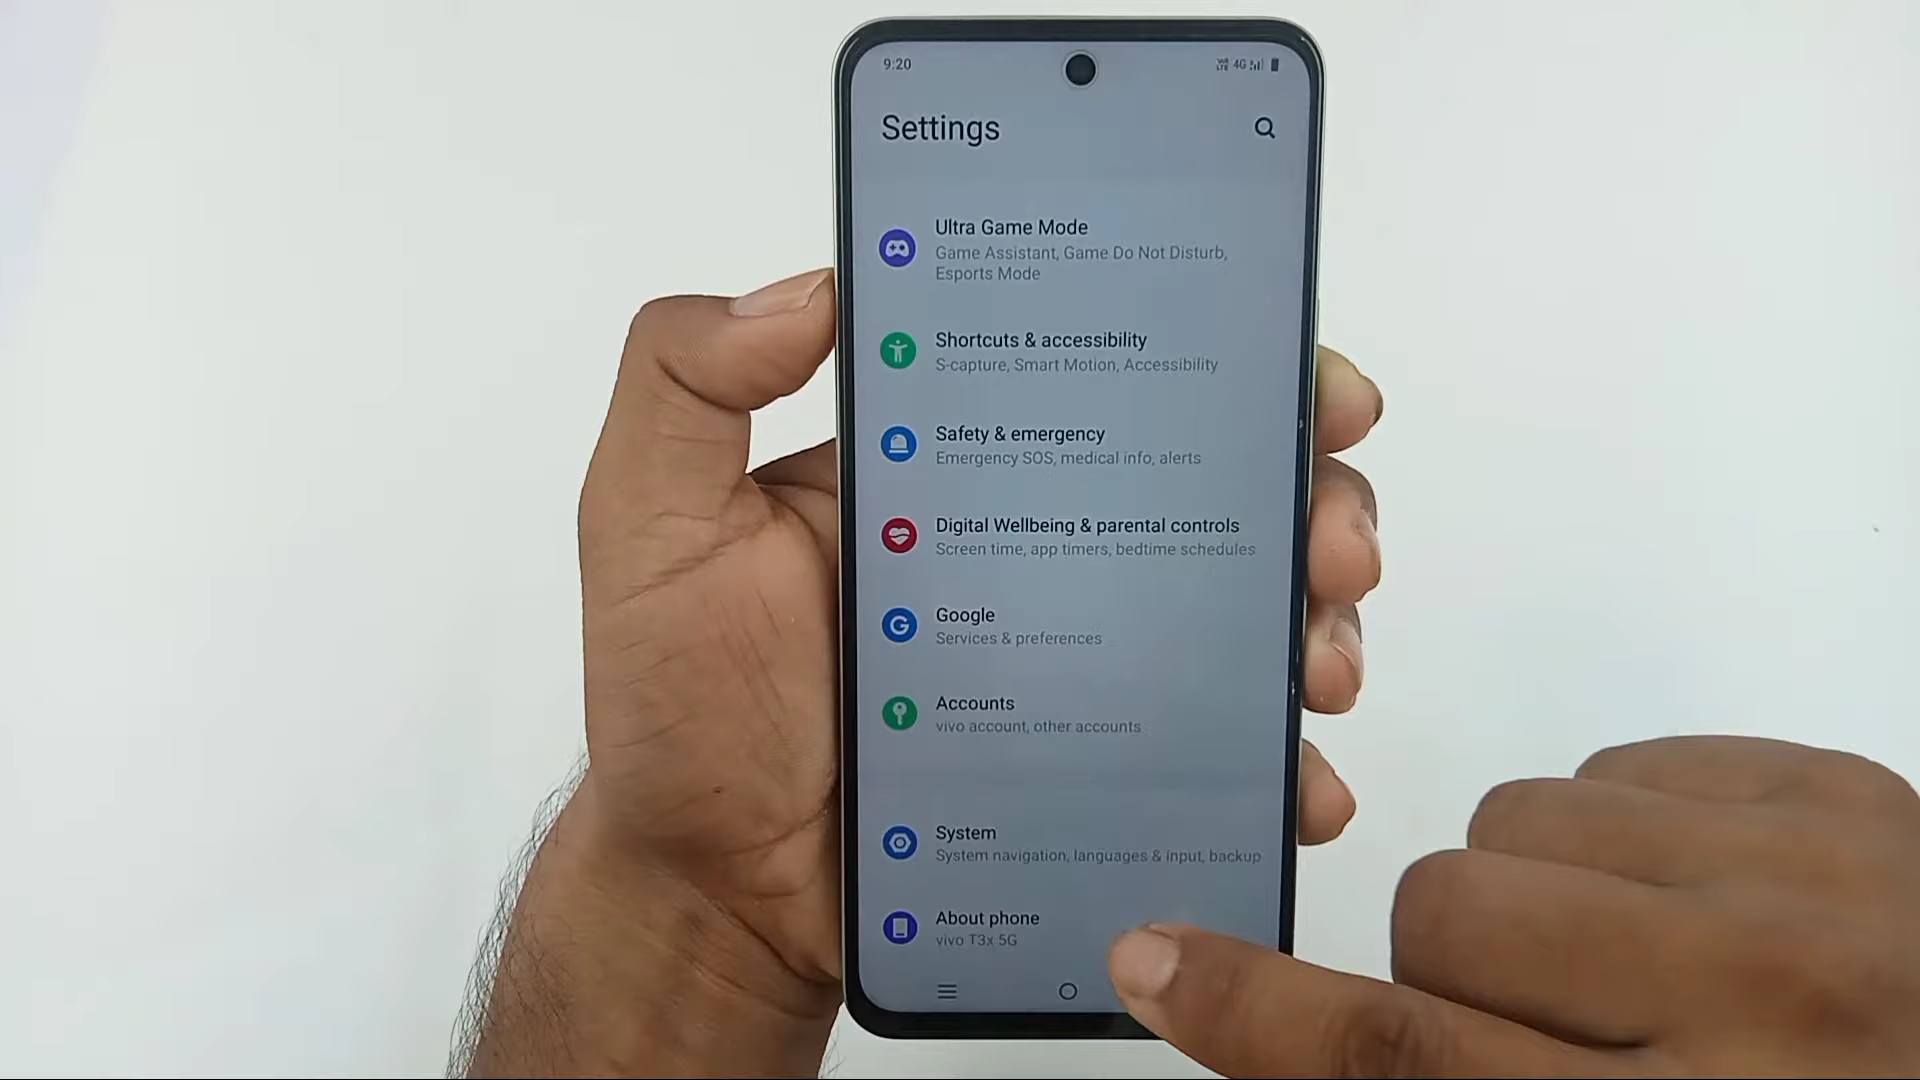 9:20
4G
Settings
Ultra Game Mode
Game Assistant, Game Do Not Disturb,
Esports Mode
Shortcuts & accessibility
S-capture, Smart Motion, Accessibility
Safety & emergency
Emergency SOS, medical info, alerts
Digital Wellbeing & parental controls
Screen time, app timers, bedtime schedules
Google
Services & preferences
Accounts
vivo account, other accounts
System
System navigation, languages & input, backup
About phone
vivo T3x 5G